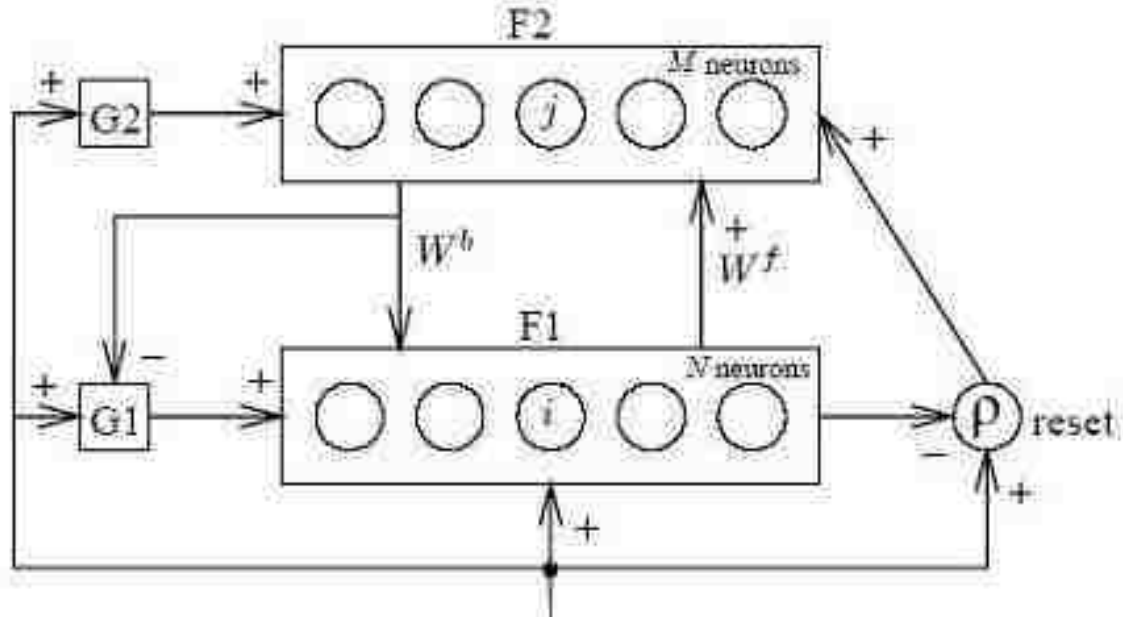 F2
M neurons
+
G2
+
j
+
W^b
+
W^f
F1
N neurons
−
+
G1
+
i
ρ
reset
−
+
+